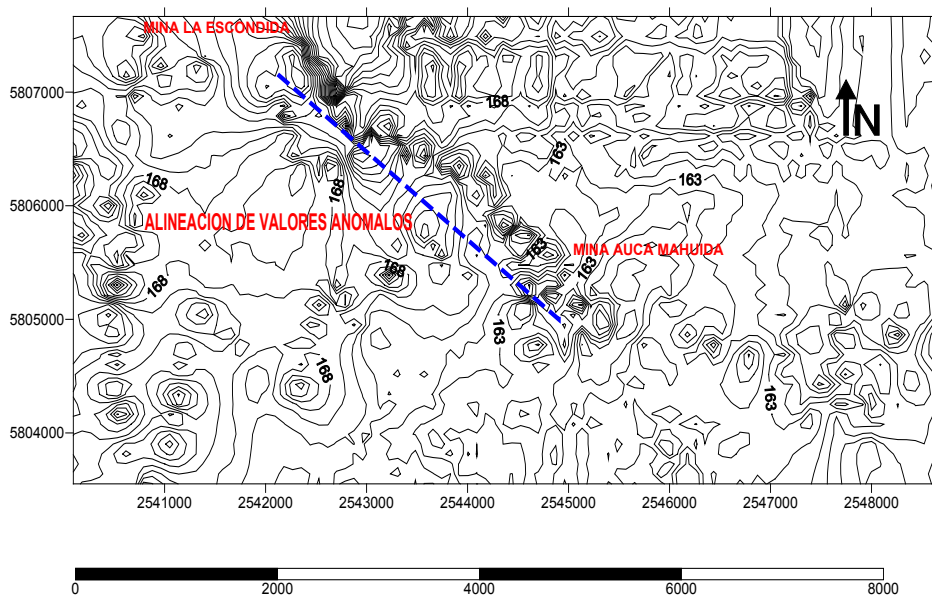 MINA LA ESCONDIDA
5807000
168
N
163
168
168
163
5806000
ALINEACION DE VALORES ANOMALOS
163
MINA AUCA MAHUIDA
168
163
168
5805000
163
168
163
5804000
2541000 2542000 2543000 2544000 2545000 2546000 2547000 2548000
0 2000 4000 6000 8000